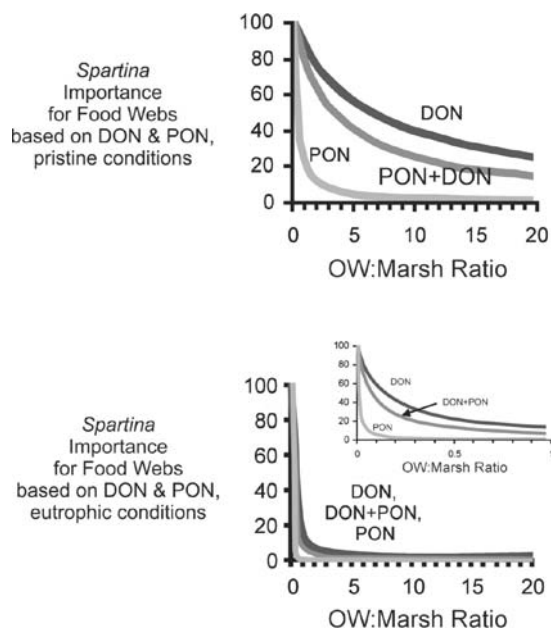 Spartina
Importance
for Food Webs
based on DON & PON,
pristine conditions
100
80
60
40
20
0
DON
PON
PON+DON
0 5 10 15 20
OW:Marsh Ratio
Spartina
Importance
for Food Webs
based on DON & PON,
eutrophic conditions
100
80
60
40
20
0
100
80
60
40
20
0
DON
DON+PON
PON
0 0.5 1
OW:Marsh Ratio
DON,
DON+PON,
PON
0 5 10 15 20
OW:Marsh Ratio